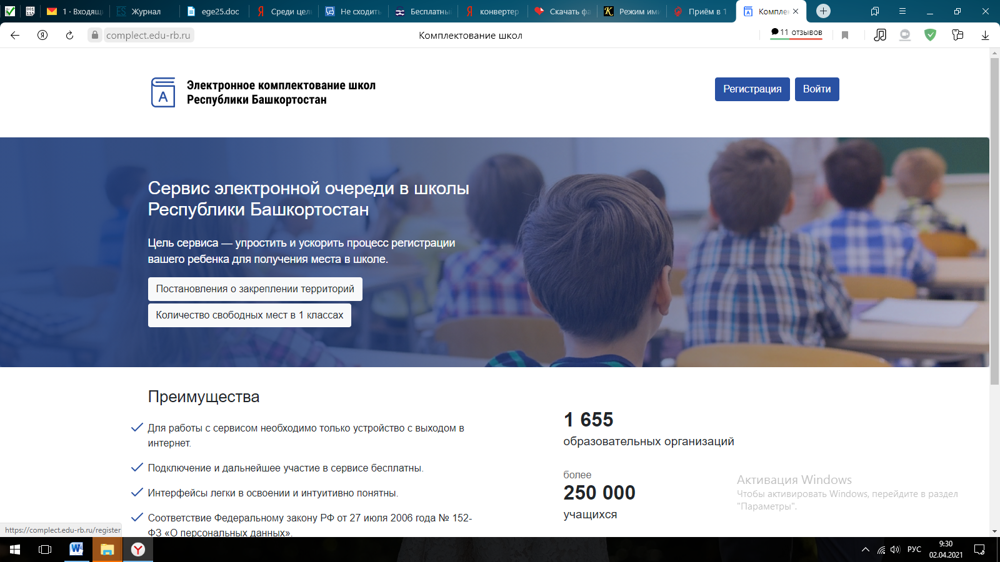 1 · Входящ
Журнал
ege25.doc
Среди цел
Не сходит
Бесплатны
конвертер
Скачать фа
Режим ими
Приём в 1
Комплек
complect.edu-rb.ru
Комплектование школ
11 отзывов
Электронное комплектование школ
Республики Башкортостан
Регистрация
Войти
Сервис электронной очереди в школы
Республики Башкортостан
Цель сервиса — упростить и ускорить процесс регистрации
вашего ребенка для получения места в школе.
Постановления о закреплении территорий
Количество свободных мест в 1 классах
Преимущества
Для работы с сервисом необходимо только устройство с выходом в
интернет.
Подключение и дальнейшее участие в сервисе бесплатны.
Интерфейсы легки в освоении и интуитивно понятны.
Соответствие Федеральному закону РФ от 27 июля 2006 года № 152-
ФЗ «О персональных данных».
1 655
образовательных организаций
более
250 000
учащихся
Активация Windows
Чтобы активировать Windows, перейдите в раздел
"Параметры".
https://complect.edu-rb.ru/register
РУС
9:30
02.04.2021